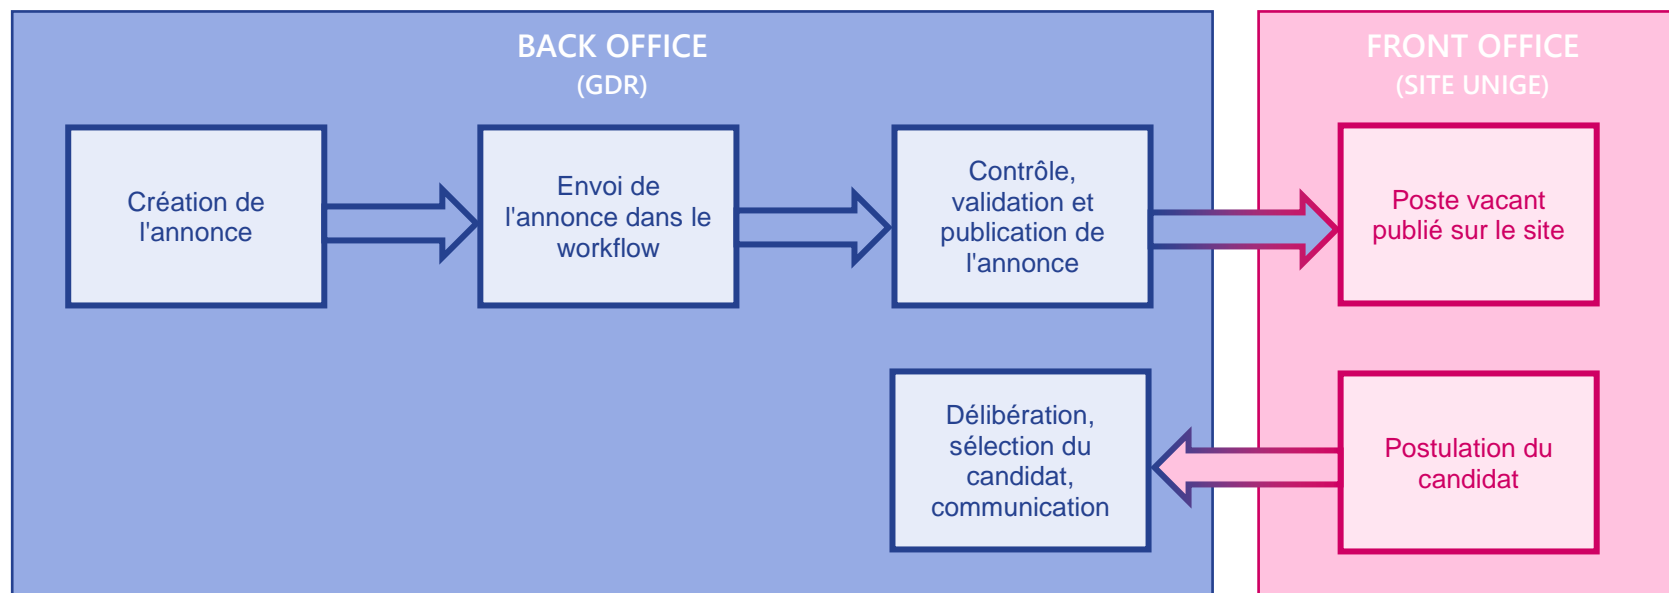 BACK OFFICE
(GDR)
FRONT OFFICE
(SITE UNIGE)
Création de
l'annonce
Envoi de
l'annonce dans le
workflow
Contrôle,
validation et
publication de
l'annonce
Poste vacant
publié sur le site
Délibération,
sélection du
candidat,
communication
Postulation du
candidat